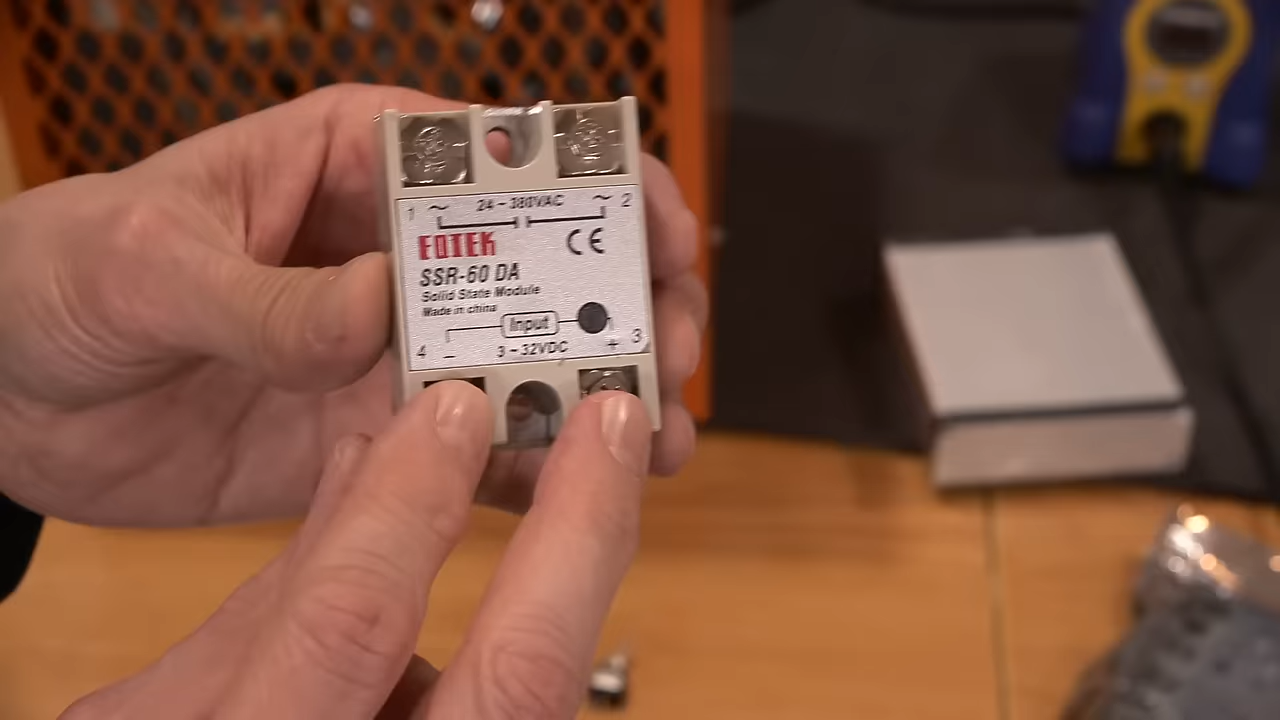 1 ~ 24-380VAC ~ 2
FOTEK CE
SSR-60 DA
Solid State Module
Made in china
Input
4 - 3-32VDC + 3